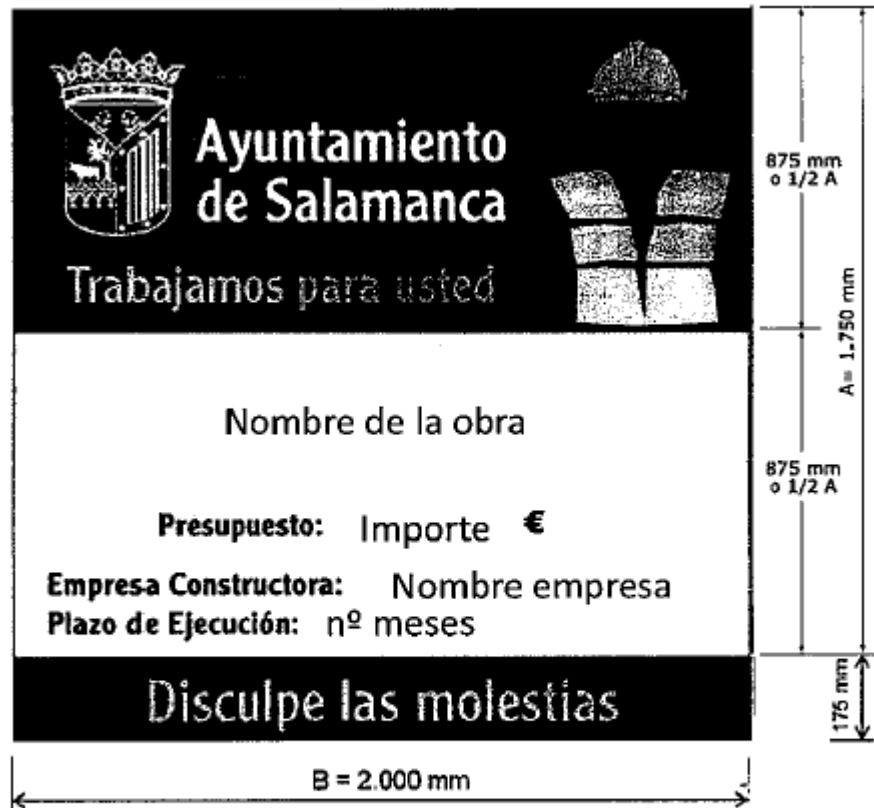 Ayuntamiento
de Salamanca
Trabajamos para usted
875 mm
o 1/2 A
A= 1.750 mm
Nombre de la obra
875 mm
o 1/2 A
Presupuesto: Importe €
Empresa Constructora: Nombre empresa
Plazo de Ejecución: nº meses
Disculpe las molestias
175 mm
B = 2.000 mm